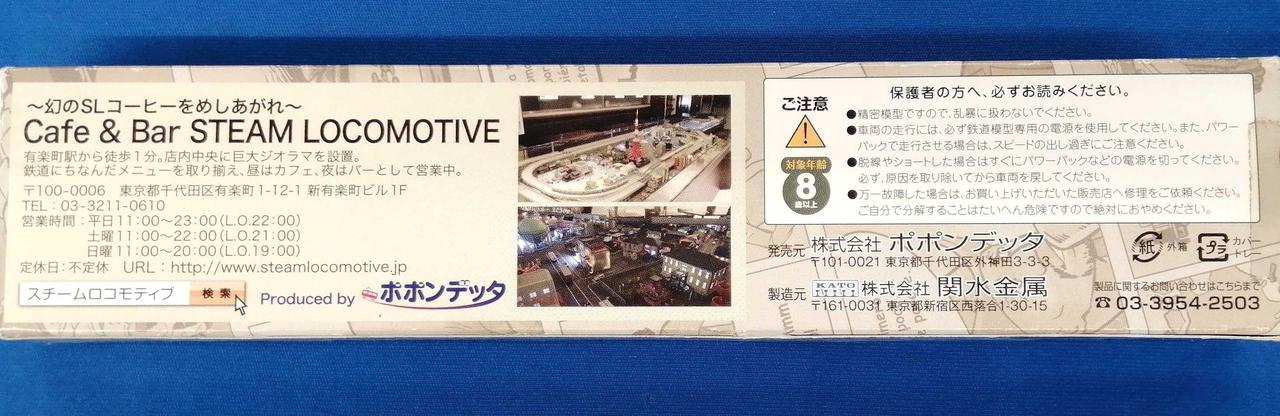 ～幻のSLコーヒーをめしあがれ～
Cafe & Bar STEAM LOCOMOTIVE
有楽町駅から徒歩1分。店内中央に巨大ジオラマを設置。
鉄道にちなんだメニューを取り揃え、昼はカフェ、夜はバーとして営業中。
〒100-0006 東京都千代田区有楽町1-12-1 新有楽町ビル1F
TEL：03-3211-0610
営業時間：平日11:00～23:00(L.O.22:00)
土曜11:00～22:00(L.O.21:00)
日曜11:00～20:00(L.O.19:00)
定休日：不定休 URL：http://www.steamlocomotive.jp
スチームロコモティブ 検索
Produced by ポポンデッタ
保護者の方へ、必ずお読みください。
ご注意
対象年齢
8
歳以上
●精密模型ですので、乱暴に扱わないでください。
●車両の走行には、必ず鉄道模型専用の電源を使用してください。また、パワー
パックで走行させる場合は、スピードの出し過ぎにご注意ください。
●脱線やショートした場合はすぐにパワーパックなどの電源を切ってください。
必ず、原因を取り除いてから車両を戻してください。
●万一故障した場合は、お買い上げいただいた販売店へ修理をご依頼ください。
ご自分で分解することはたいへん危険ですので絶対におやめください。
発売元 株式会社 ポポンデッタ
〒101-0021 東京都千代田区外神田3-3-3
製造元 KATO 株式会社 関水金属
〒161-0031 東京都新宿区西落合1-30-15
紙 外箱 プラ カバー
トレー
製品に関するお問い合わせはこちらまで
☎03-3954-2503